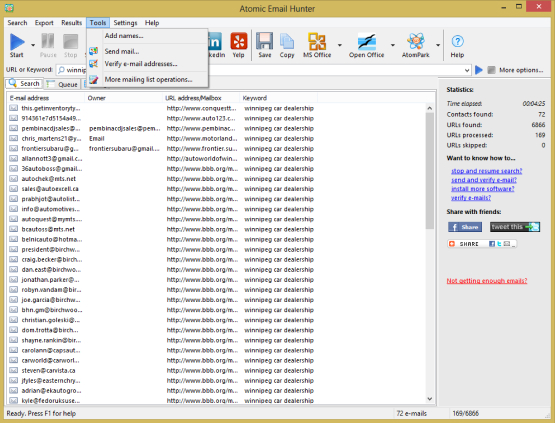 Atomic Email Hunter
Search Export Results Tools Settings Help
Add names...
Send mail...
Verify e-mail addresses...
More mailing list operations...
Start Pause Stop LinkedIn Yelp Save Copy MS Office Open Office AtomPark Help
URL or Keyword: winnipeg More options...
Search Queue
E-mail address Owner URL address/Mailbox Keyword
this.getinventoryty... http://www.conquestt... winnipeg car dealership
914361e7d5154a49... http://www.auto123.c... winnipeg car dealership
pembinacdjsales@... pembinacdjsales@pem... http://www.pembinac... winnipeg car dealership
chris_martens21@y... Email http://www.motorland... winnipeg car dealership
frontiersubaru@gm... frontiersubaru@gmail.c... http://www.frontier.su... winnipeg car dealership
allannott3@gmail.c... http://autoworldofwin... winnipeg car dealership
36autoboss@gmail... http://www.bbb.org/m... winnipeg car dealership
autochek@mts.net http://www.bbb.org/m... winnipeg car dealership
sales@autoexcell.ca http://www.bbb.org/m... winnipeg car dealership
prabhjot@autolist... http://www.bbb.org/m... winnipeg car dealership
info@automotives... http://www.bbb.org/m... winnipeg car dealership
autoquest@mymts... http://www.bbb.org/m... winnipeg car dealership
bcautoss@mts.net http://www.bbb.org/m... winnipeg car dealership
belnicauto@hotma... http://www.bbb.org/m... winnipeg car dealership
president@birchw... http://www.bbb.org/m... winnipeg car dealership
craig.becker@birch... http://www.bbb.org/m... winnipeg car dealership
dan.east@birchwo... http://www.bbb.org/m... winnipeg car dealership
jonathan.parker@... http://www.bbb.org/m... winnipeg car dealership
robyn.vandam@bir... http://www.bbb.org/m... winnipeg car dealership
joe.garcia@birchw... http://www.bbb.org/m... winnipeg car dealership
bhn.gm@birchwoo... http://www.bbb.org/m... winnipeg car dealership
christian.goleski@... http://www.bbb.org/m... winnipeg car dealership
dom.trotta@birch... http://www.bbb.org/m... winnipeg car dealership
shayne.rankin@bir... http://www.bbb.org/m... winnipeg car dealership
carolann@capsaut... http://www.bbb.org/m... winnipeg car dealership
carworld@carworl... http://www.bbb.org/m... winnipeg car dealership
steven@carvista.ca http://www.bbb.org/m... winnipeg car dealership
jfyles@easternchry... http://www.bbb.org/m... winnipeg car dealership
adrian@ekautogro... http://www.bbb.org/m... winnipeg car dealership
kyle@fedoruksuse... http://www.bbb.org/m... winnipeg car dealership
Statistics:
Time elapsed: 00:04:25
Contacts found: 72
URLs found: 6866
URLs processed: 169
URLs skipped: 0
Want to know how to...
stop and resume search?
send and verify e-mail?
install more software?
verify e-mails?
Share with friends:
f Share tweet this
SHARE
Not getting enough emails?
Ready. Press F1 for help 72 e-mails 169/6866